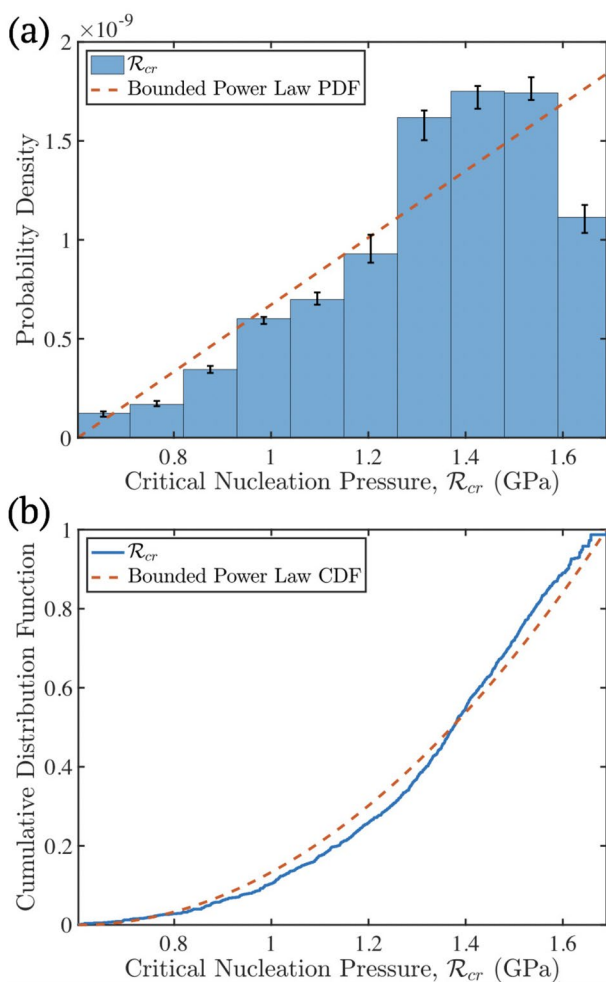 (a)
×10⁻⁹
2
1.5
1
0.5
0
Probability Density
ℛcr
Bounded Power Law PDF
0.8 1 1.2 1.4 1.6
Critical Nucleation Pressure, ℛcr (GPa)
(b)
1
0.8
0.6
0.4
0.2
0
Cumulative Distribution Function
ℛcr
Bounded Power Law CDF
0.8 1 1.2 1.4 1.6
Critical Nucleation Pressure, ℛcr (GPa)